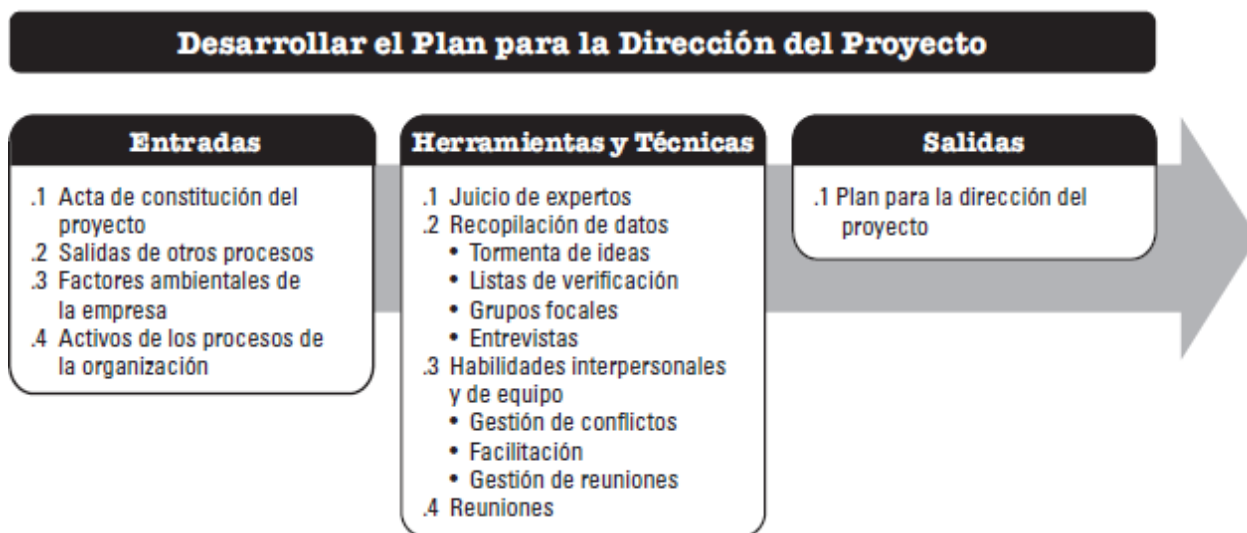 Desarrollar el Plan para la Dirección del Proyecto
Entradas
.1 Acta de constitución del
proyecto
.2 Salidas de otros procesos
.3 Factores ambientales de
la empresa
.4 Activos de los procesos de
la organización
Herramientas y Técnicas
.1 Juicio de expertos
.2 Recopilación de datos
• Tormenta de ideas
• Listas de verificación
• Grupos focales
• Entrevistas
.3 Habilidades interpersonales
y de equipo
• Gestión de conflictos
• Facilitación
• Gestión de reuniones
.4 Reuniones
Salidas
.1 Plan para la dirección del
proyecto